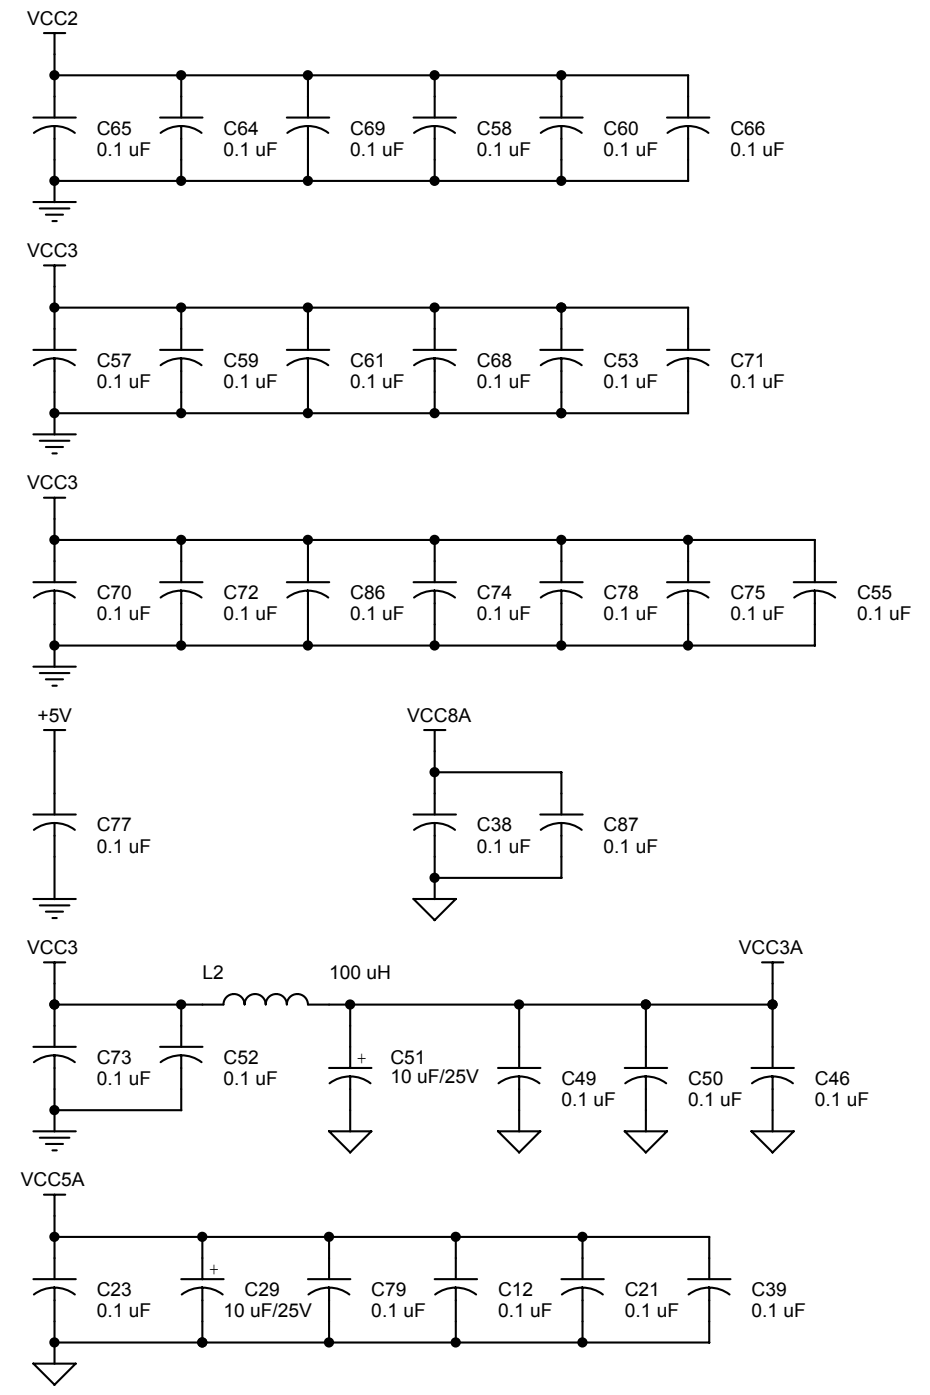 VCC2
C65 C64 C69 C58 C60 C66
0.1 uF 0.1 uF 0.1 uF 0.1 uF 0.1 uF 0.1 uF
VCC3
C57 C59 C61 C68 C53 C71
0.1 uF 0.1 uF 0.1 uF 0.1 uF 0.1 uF 0.1 uF
VCC3
C70 C72 C86 C74 C78 C75 C55
0.1 uF 0.1 uF 0.1 uF 0.1 uF 0.1 uF 0.1 uF 0.1 uF
+5V VCC8A
C77 C38 C87
0.1 uF 0.1 uF 0.1 uF
VCC3 VCC3A
L2 100 uH
C73 C52 + C51
0.1 uF 0.1 uF 10 uF/25V C49 C50 C46
0.1 uF 0.1 uF 0.1 uF
VCC5A
+
C23 C29 C79 C12 C21 C39
0.1 uF 10 uF/25V 0.1 uF 0.1 uF 0.1 uF 0.1 uF